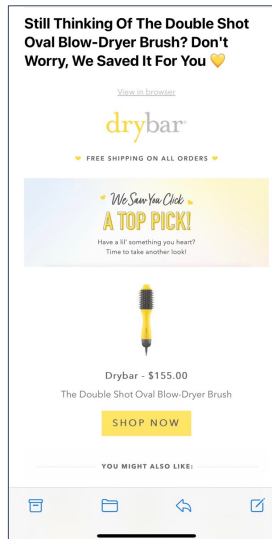 Still Thinking Of The Double Shot
Oval Blow-Dryer Brush? Don't
Worry, We Saved It For You 💛
View in browser
drybar
FREE SHIPPING ON ALL ORDERS
We Saw You Click
A TOP PICK!
Have a lil' something you heart?
Time to take another look!
Drybar - $155.00
The Double Shot Oval Blow-Dryer Brush
SHOP NOW
YOU MIGHT ALSO LIKE: